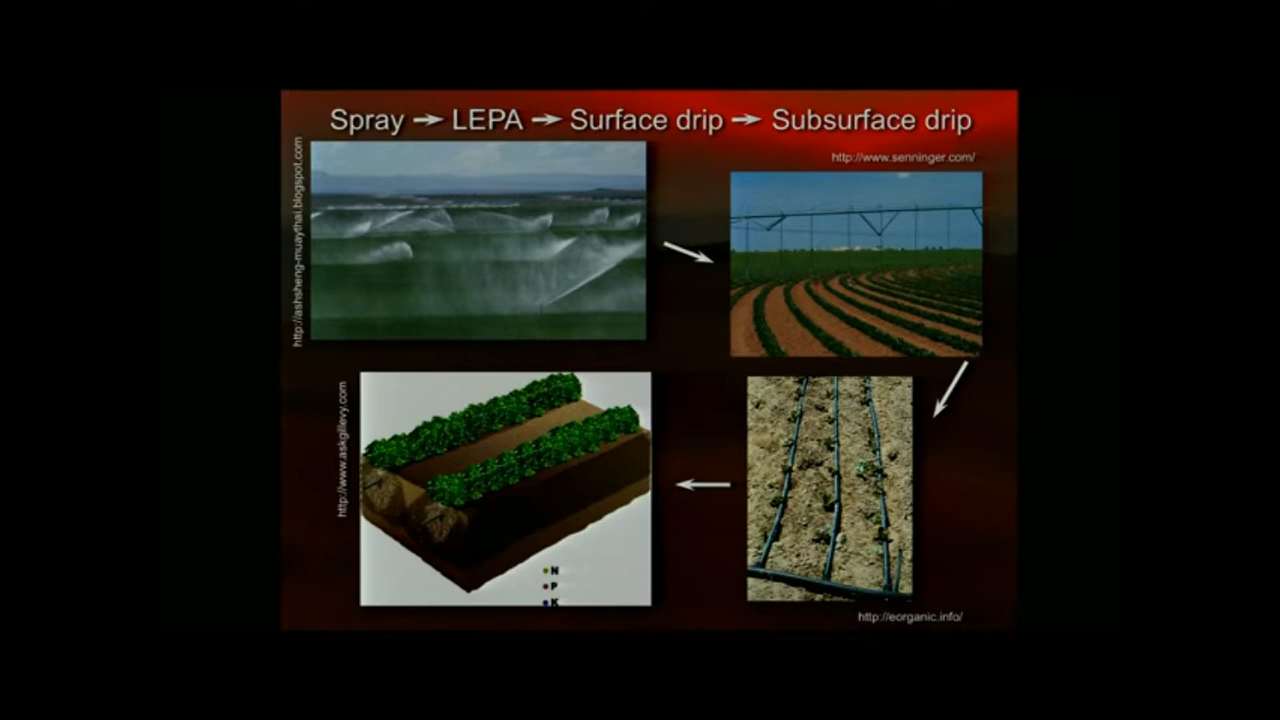 Spray → LEPA → Surface drip → Subsurface drip
http://www.senninger.com/
http://ashsheng-muaythai.blogspot.com
http://www.askgillevy.com
N
P
K
http://eorganic.info/